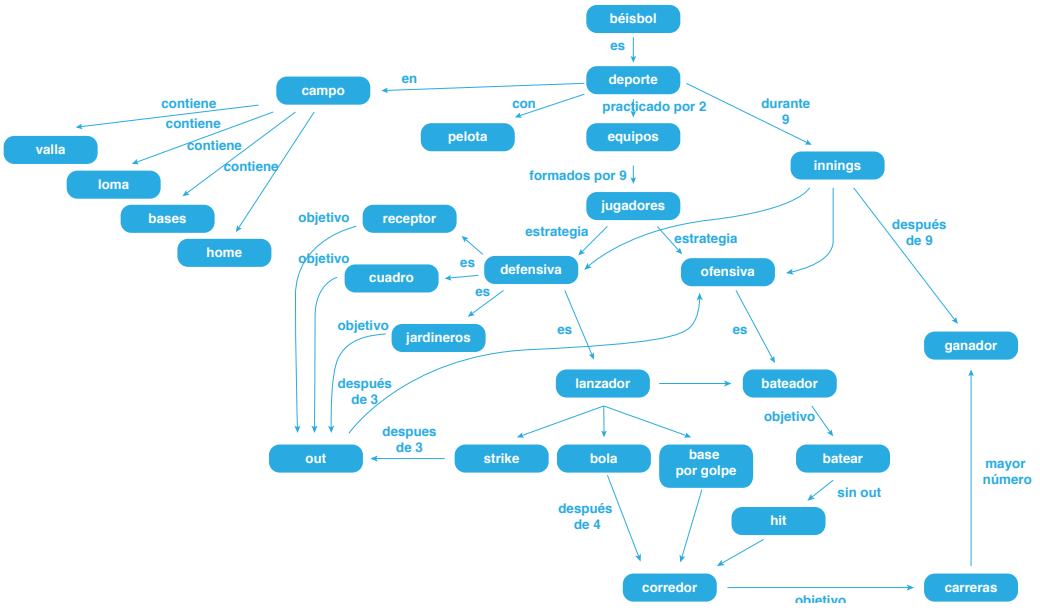 béisbol
es
deporte
en
campo
con
practicado por 2
durante
9
contiene
contiene
contiene
contiene
pelota
equipos
valla
innings
loma
formados por 9
jugadores
bases
objetivo
receptor
después
de 9
estrategia
estrategia
home
objetivo
es
defensiva
ofensiva
cuadro
es
objetivo
jardineros
es
es
ganador
después
de 3
lanzador
bateador
objetivo
despues
de 3
out
strike
bola
base
por golpe
batear
mayor
número
sin out
después
de 4
hit
corredor
carreras
objetivo